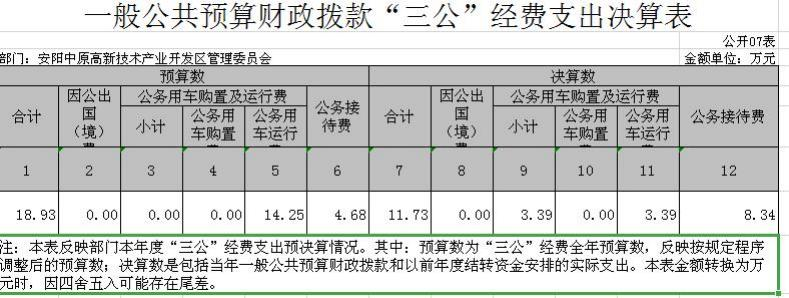 一般公共预算财政拨款“三公”经费支出决算表
公开07表
部门：安阳中原高新技术产业开发区管理委员会 金额单位：万元
预算数 决算数
合计 因公出国（境）费 公务用车购置及运行费 公务接待费 合计 因公出国（境）费 公务用车购置及运行费 公务接待费
小计 公务用车购置费 公务用车运行费 小计 公务用车购置费 公务用车运行费
1 2 3 4 5 6 7 8 9 10 11 12
18.93 0.00 0.00 0.00 14.25 4.68 11.73 0.00 3.39 0.00 3.39 8.34
注：本表反映部门本年度“三公”经费支出预决算情况。其中：预算数为“三公”经费全年预算数，反映按规定程序
调整后的预算数；决算数是包括当年一般公共预算财政拨款和以前年度结转资金安排的实际支出。本表金额转换为万
元时，因四舍五入可能存在尾差。